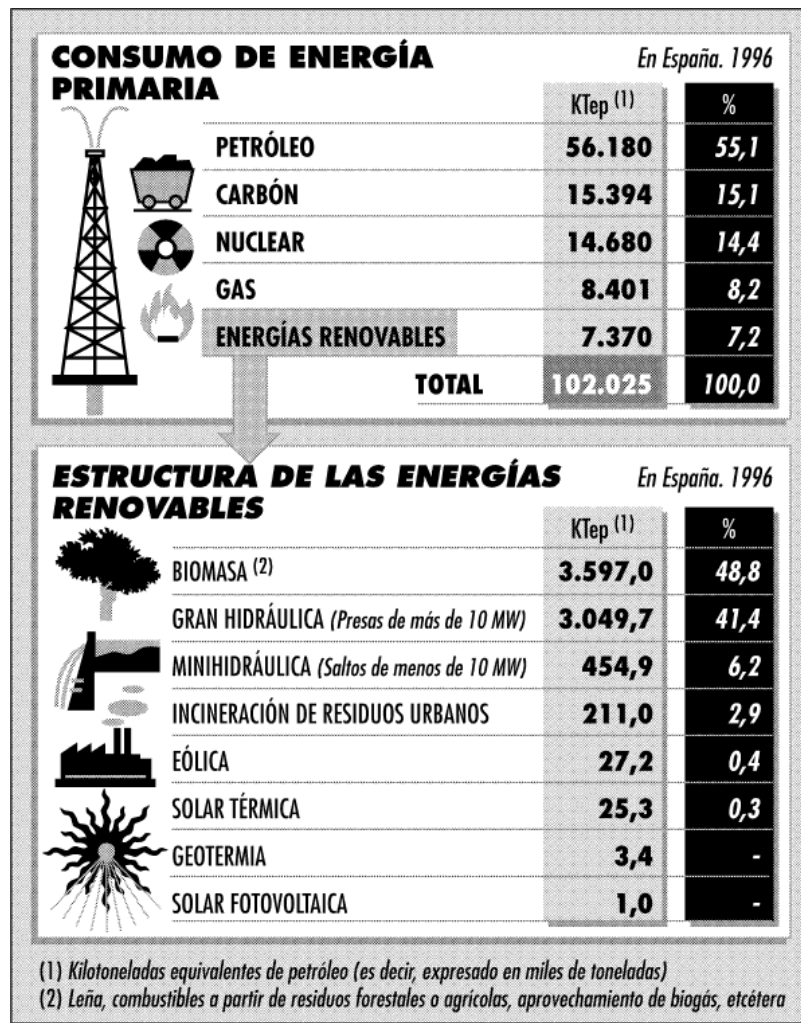 CONSUMO DE ENERGÍA PRIMARIA
En España. 1996
KTep (1) %
PETRÓLEO 56.180 55,1
CARBÓN 15.394 15,1
NUCLEAR 14.680 14,4
GAS 8.401 8,2
ENERGÍAS RENOVABLES 7.370 7,2
TOTAL 102.025 100,0
ESTRUCTURA DE LAS ENERGÍAS RENOVABLES
En España. 1996
KTep (1) %
BIOMASA (2) 3.597,0 48,8
GRAN HIDRÁULICA (Presas de más de 10 MW) 3.049,7 41,4
MINIHIDRÁULICA (Saltos de menos de 10 MW) 454,9 6,2
INCINERACIÓN DE RESIDUOS URBANOS 211,0 2,9
EÓLICA 27,2 0,4
SOLAR TÉRMICA 25,3 0,3
GEOTERMIA 3,4 -
SOLAR FOTOVOLTAICA 1,0 -
(1) Kilotoneladas equivalentes de petróleo (es decir, expresado en miles de toneladas)
(2) Leña, combustibles a partir de residuos forestales o agrícolas, aprovechamiento de biogás, etcétera